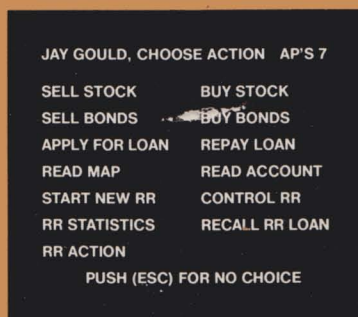 JAY GOULD, CHOOSE ACTION AP'S 7
SELL STOCK BUY STOCK
SELL BONDS BUY BONDS
APPLY FOR LOAN REPAY LOAN
READ MAP READ ACCOUNT
START NEW RR CONTROL RR
RR STATISTICS RECALL RR LOAN
RR ACTION
PUSH (ESC) FOR NO CHOICE